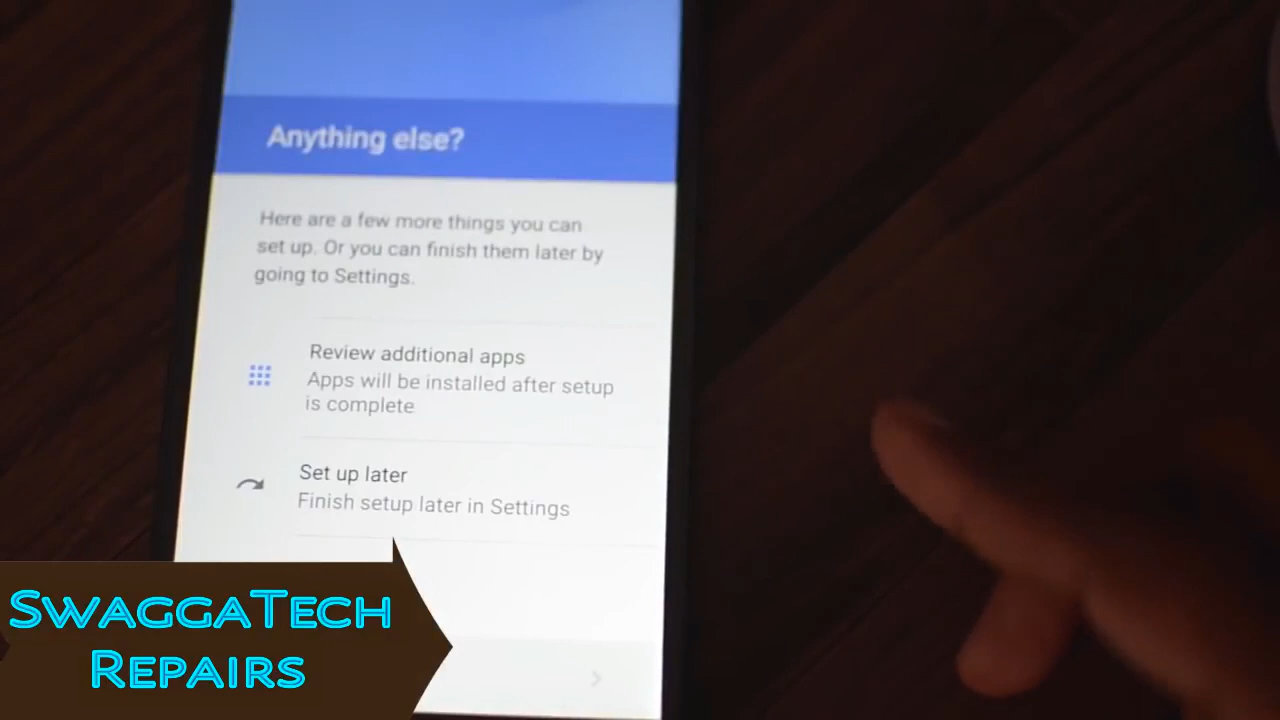 Anything else?
Here are a few more things you can
set up. Or you can finish them later by
going to Settings.
Review additional apps
Apps will be installed after setup
is complete
Set up later
Finish setup later in Settings
SWAGGATECH
REPAIRS